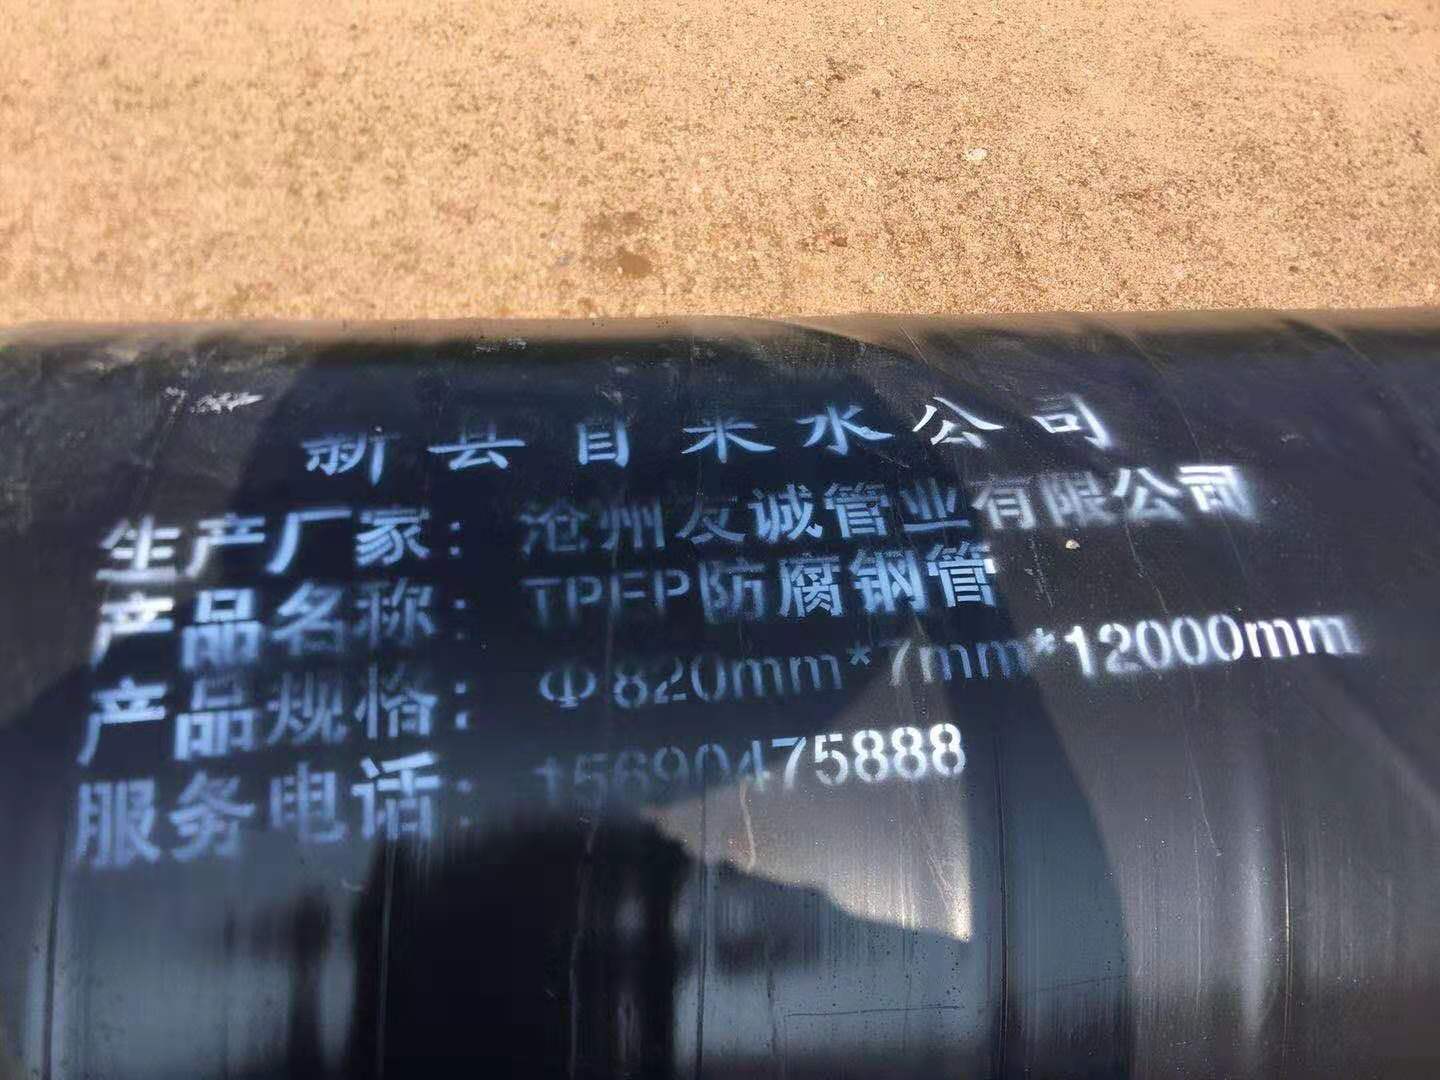 新县自来水公司
生产厂家：沧州友诚管业有限公司
产品名称：TPEP防腐钢管
产品规格：Φ820mm*7mm*12000mm
服务电话：15690475888